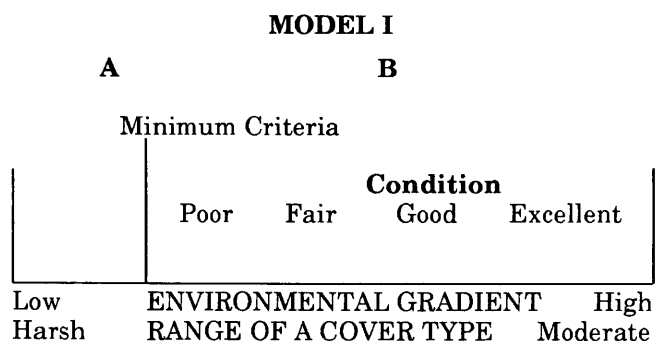 MODEL I
A B
Minimum Criteria
Condition
Poor Fair Good Excellent
Low ENVIRONMENTAL GRADIENT High
Harsh RANGE OF A COVER TYPE Moderate